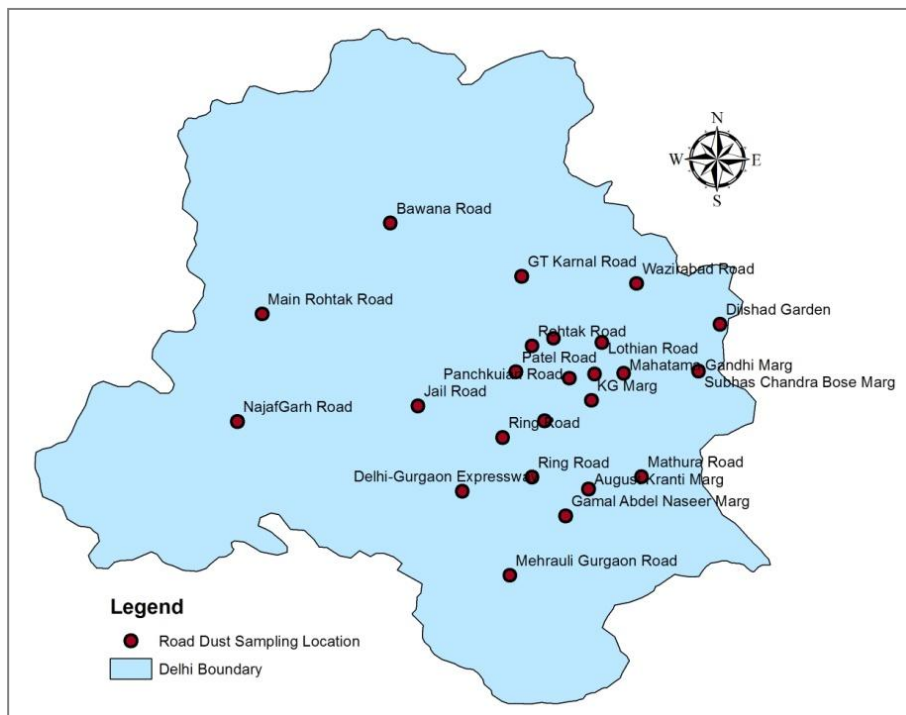 N
W E
S
Bawana Road
GT Karnal Road
Wazirabad Road
Main Rohtak Road
Dilshad Garden
Rohtak Road
Lothian Road
Patel Road
Mahatama Gandhi Marg
Panchkuian Road
Subhas Chandra Bose Marg
KG Marg
Jail Road
NajafGarh Road
Ring Road
Ring Road
Mathura Road
Delhi-Gurgaon Expressway
August Kranti Marg
Gamal Abdel Naseer Marg
Mehrauli Gurgaon Road
Legend
Road Dust Sampling Location
Delhi Boundary